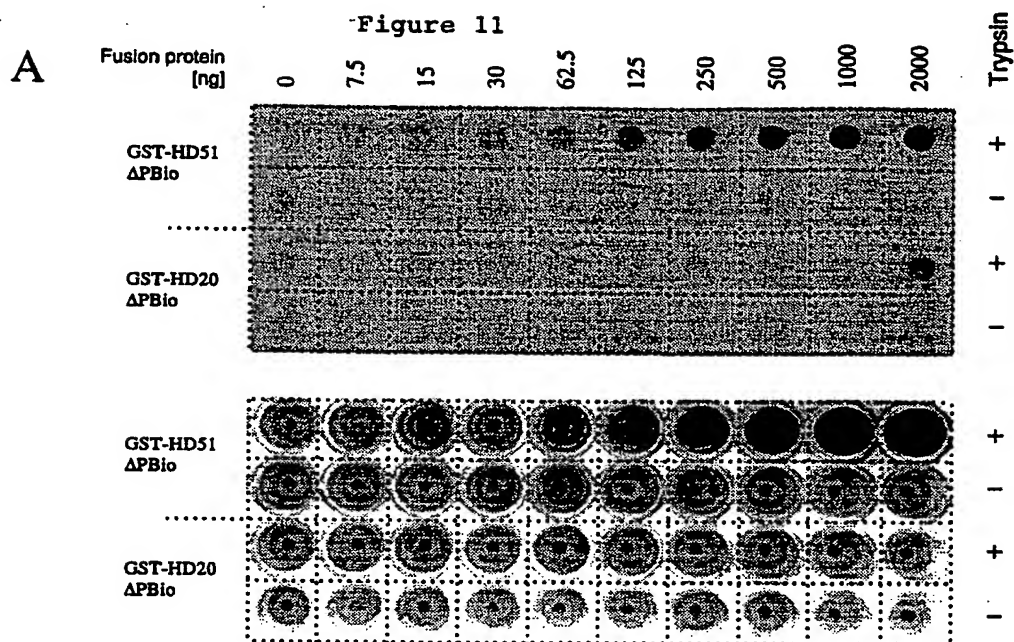 Figure 11
A
Fusion protein
[ng]
0 7.5 15 30 62.5 125 250 500 1000 2000
Trypsin
GST-HD51
ΔPBio
+
-
GST-HD20
ΔPBio
+
-
GST-HD51
ΔPBio
+
-
GST-HD20
ΔPBio
+
-